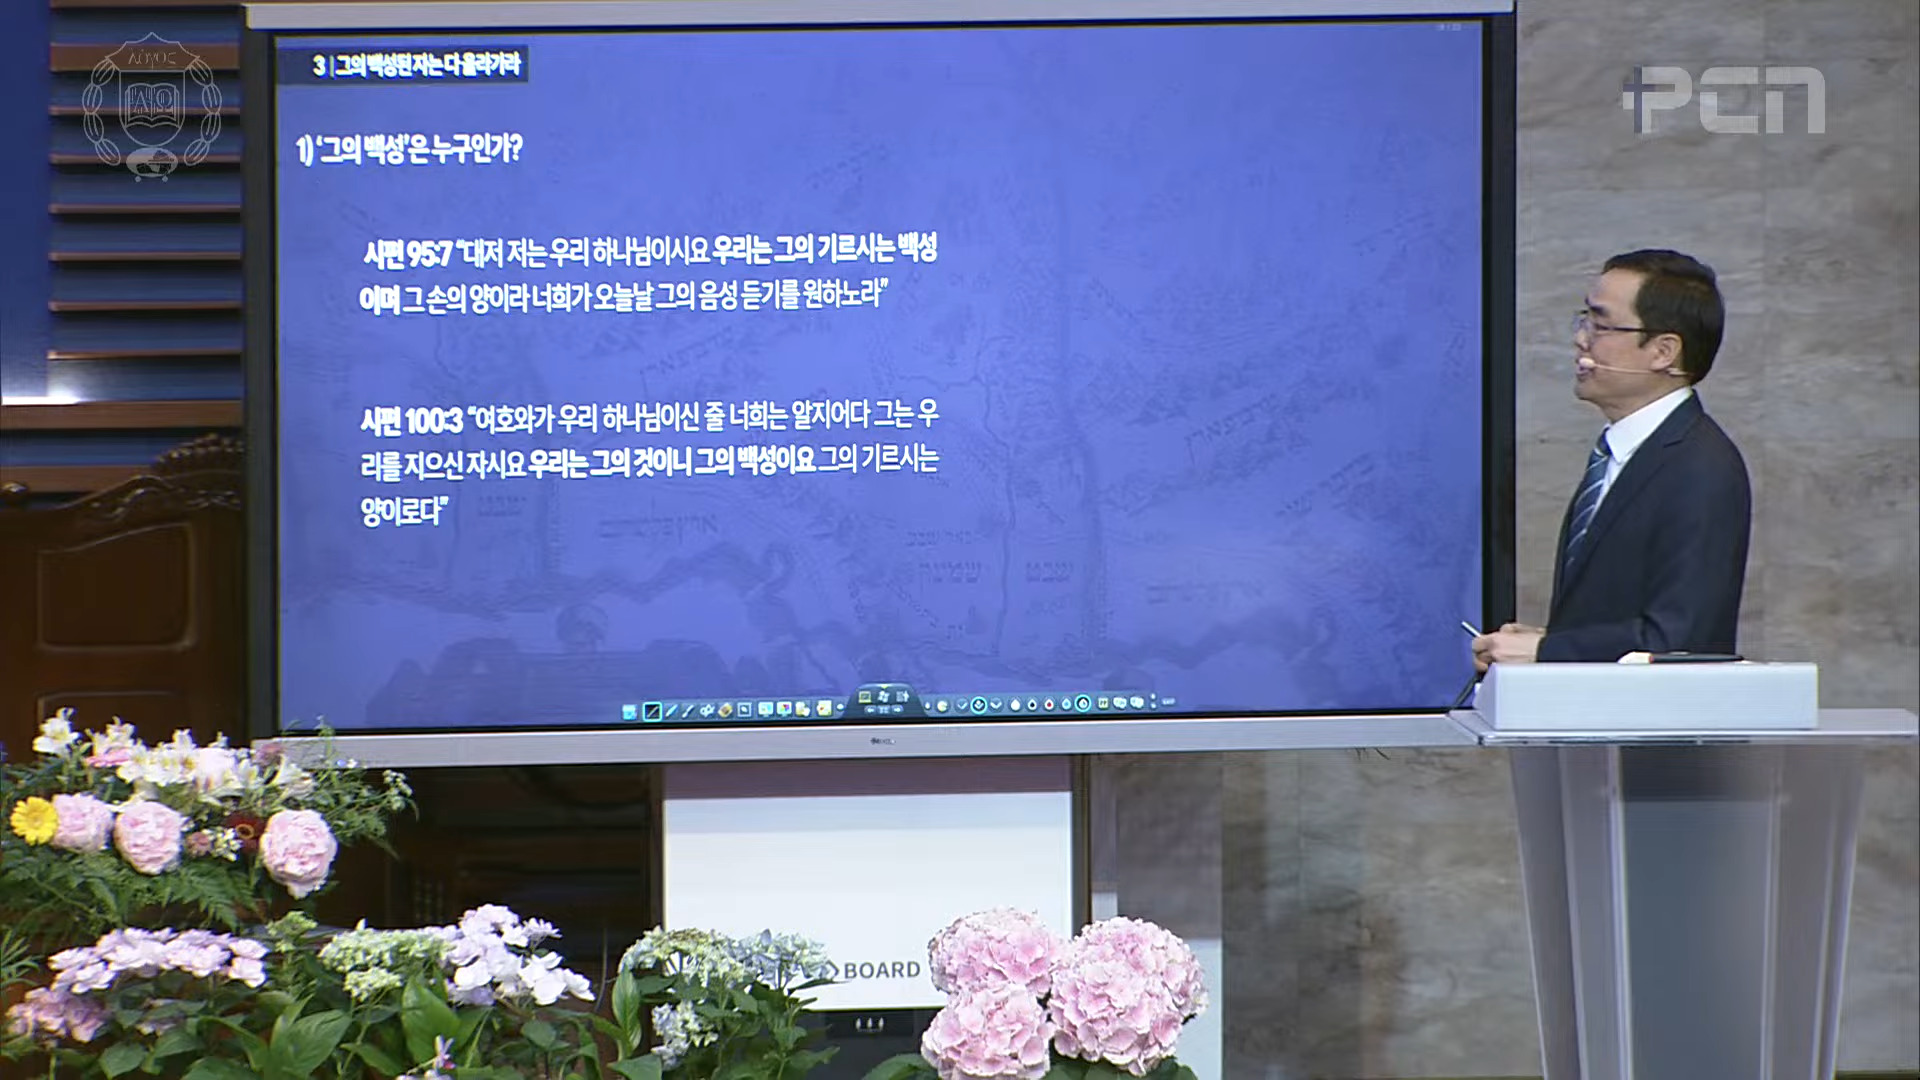 λόγος
ΑΩ
PCN
3 | 그의 백성된 자는 다 올라가라
1) ‘그의 백성’은 누구인가?
시편 95:7 “대저 저는 우리 하나님이시요 우리는 그의 기르시는 백성
이며 그 손의 양이라 너희가 오늘날 그의 음성 듣기를 원하노라”
시편 100:3 “여호와가 우리 하나님이신 줄 너희는 알지어다 그는 우
리를 지으신 자시요 우리는 그의 것이니 그의 백성이요 그의 기르시는
양이로다”
BOARD